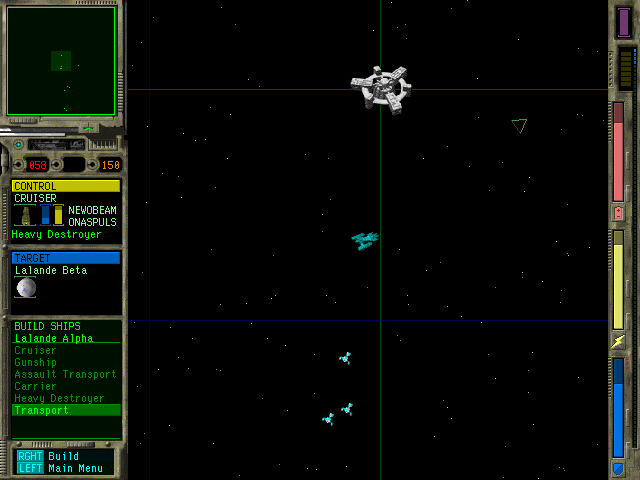 058 150
CONTROL
CRUISER
NEWOBEAM
ONASPULS
Heavy Destroyer
TARGET
Lalande Beta
BUILD SHIPS
Lalande Alpha
Cruiser
Gunship
Assault Transport
Carrier
Heavy Destroyer
Transport
RGHT Build
LEFT Main Menu